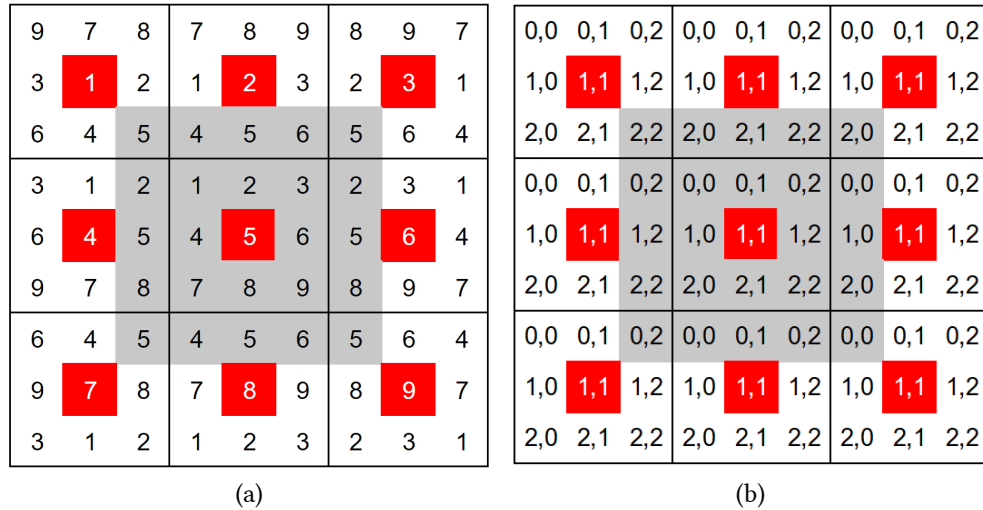 9 7 8 7 8 9 8 9 7
3 1 2 1 2 3 2 3 1
6 4 5 4 5 6 5 6 4
3 1 2 1 2 3 2 3 1
6 4 5 4 5 6 5 6 4
9 7 8 7 8 9 8 9 7
6 4 5 4 5 6 5 6 4
9 7 8 7 8 9 8 9 7
3 1 2 1 2 3 2 3 1
(a)
0,0 0,1 0,2 0,0 0,1 0,2 0,0 0,1 0,2
1,0 1,1 1,2 1,0 1,1 1,2 1,0 1,1 1,2
2,0 2,1 2,2 2,0 2,1 2,2 2,0 2,1 2,2
0,0 0,1 0,2 0,0 0,1 0,2 0,0 0,1 0,2
1,0 1,1 1,2 1,0 1,1 1,2 1,0 1,1 1,2
2,0 2,1 2,2 2,0 2,1 2,2 2,0 2,1 2,2
0,0 0,1 0,2 0,0 0,1 0,2 0,0 0,1 0,2
1,0 1,1 1,2 1,0 1,1 1,2 1,0 1,1 1,2
2,0 2,1 2,2 2,0 2,1 2,2 2,0 2,1 2,2
(b)